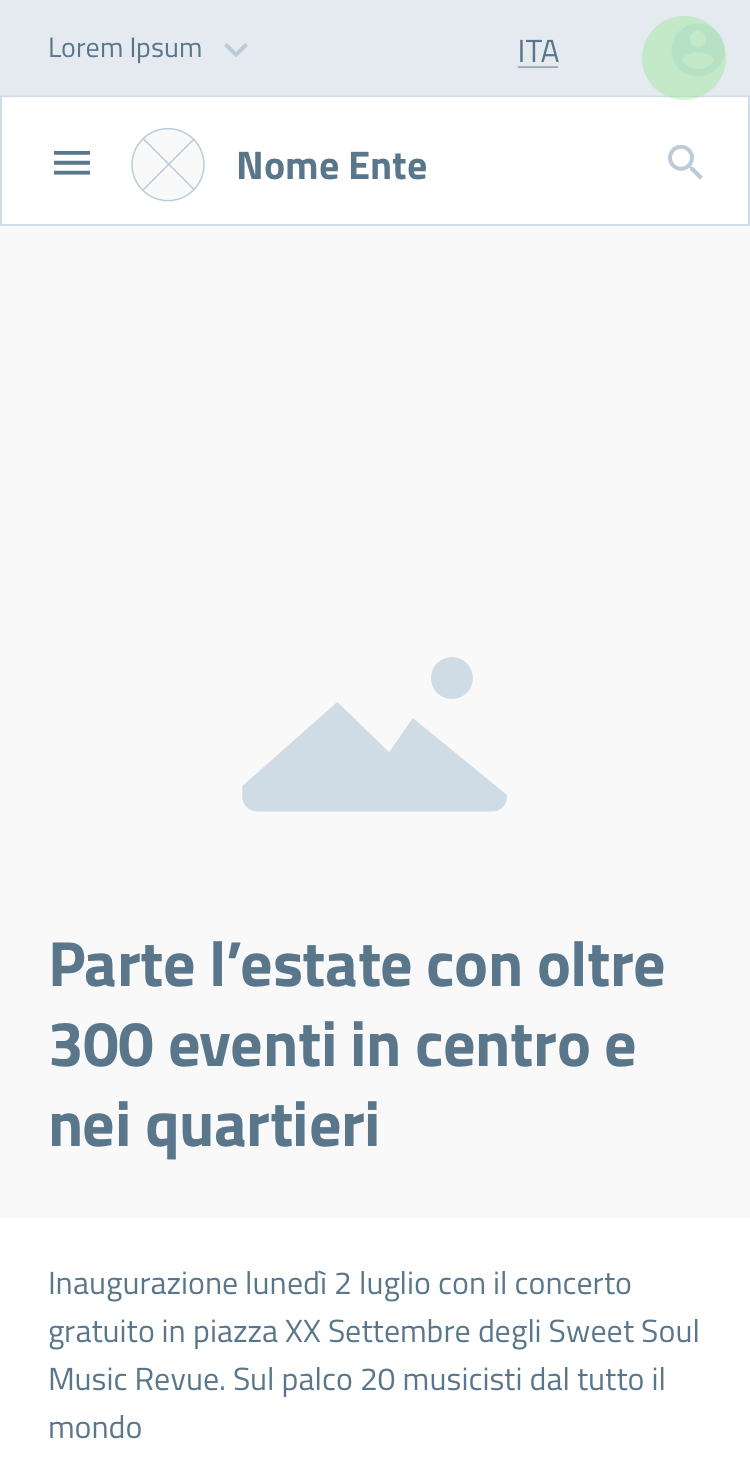 Lorem Ipsum
ITA
Nome Ente
Parte l’estate con oltre
300 eventi in centro e
nei quartieri
Inaugurazione lunedì 2 luglio con il concerto
gratuito in piazza XX Settembre degli Sweet Soul
Music Revue. Sul palco 20 musicisti dal tutto il
mondo